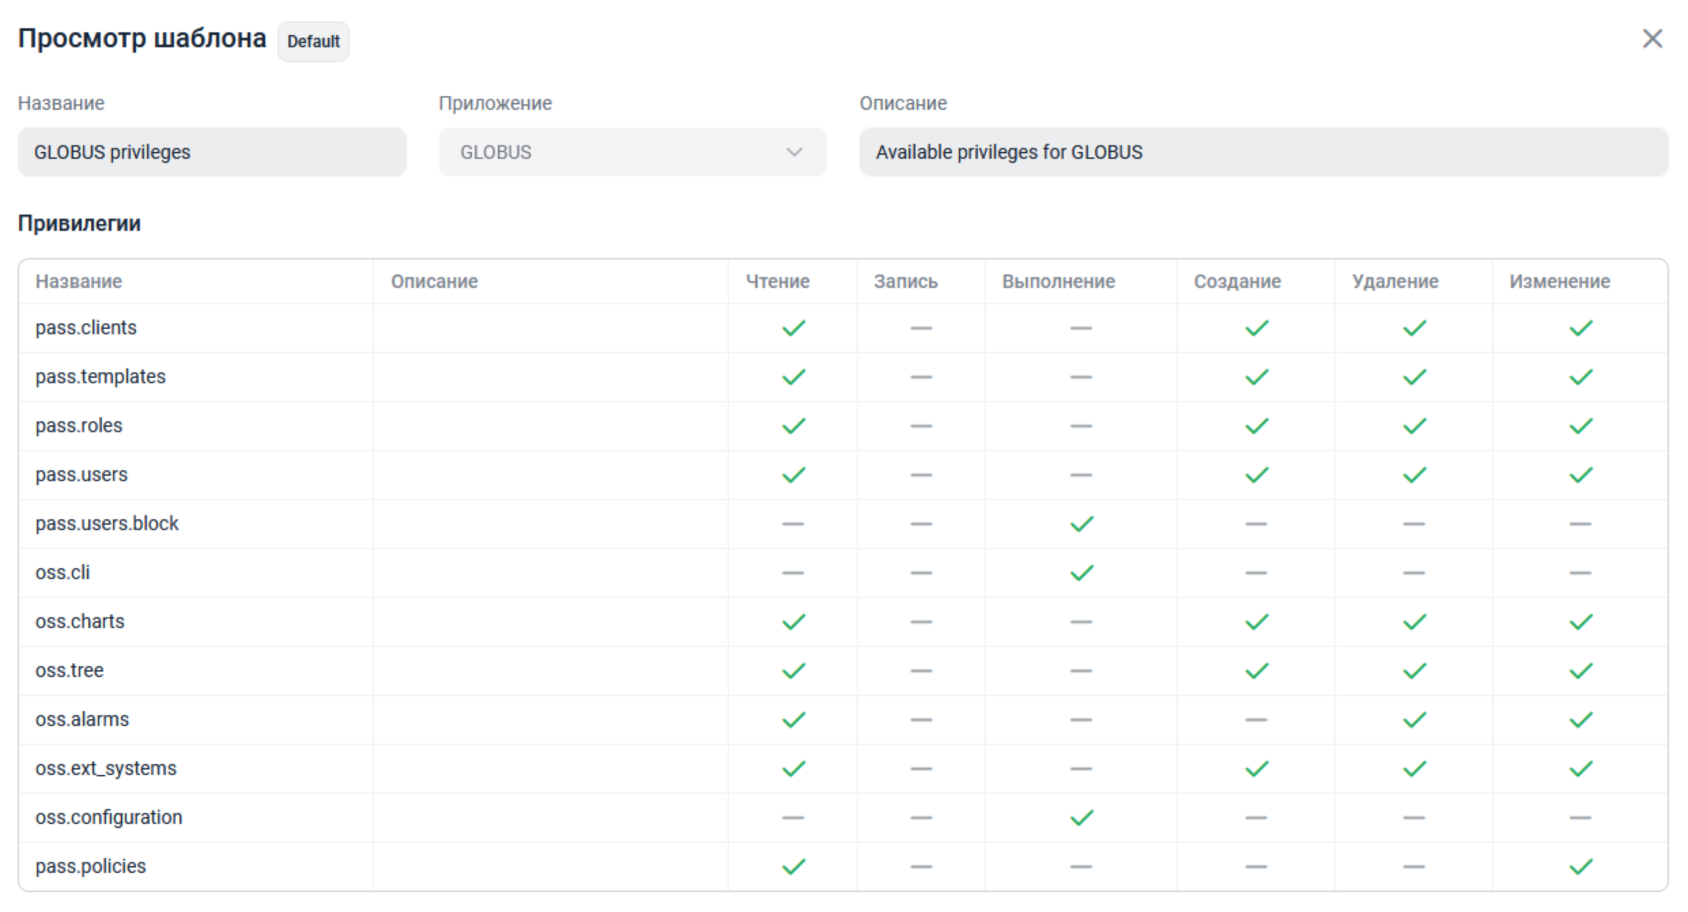 Просмотр шаблона Default
Название Приложение Описание
GLOBUS privileges GLOBUS Available privileges for GLOBUS
Привилегии
Название Описание Чтение Запись Выполнение Создание Удаление Изменение
pass.clients
pass.templates
pass.roles
pass.users
pass.users.block
oss.cli
oss.charts
oss.tree
oss.alarms
oss.ext_systems
oss.configuration
pass.policies